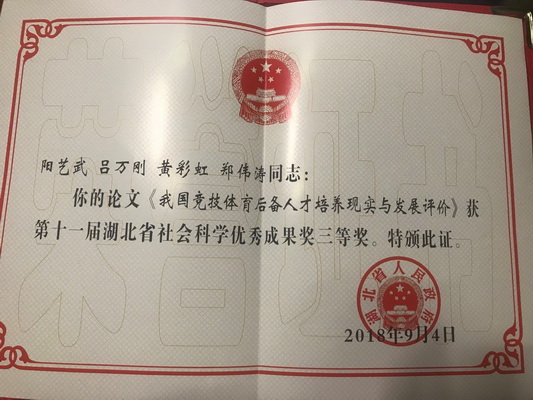 阳艺武 吕万刚 黄彩虹 郑伟涛同志：
你的论文《我国竞技体育后备人才培养现实与发展评价》获
第十一届湖北省社会科学优秀成果奖三等奖。特颁此证。
湖北省人民政府
2018年9月4日